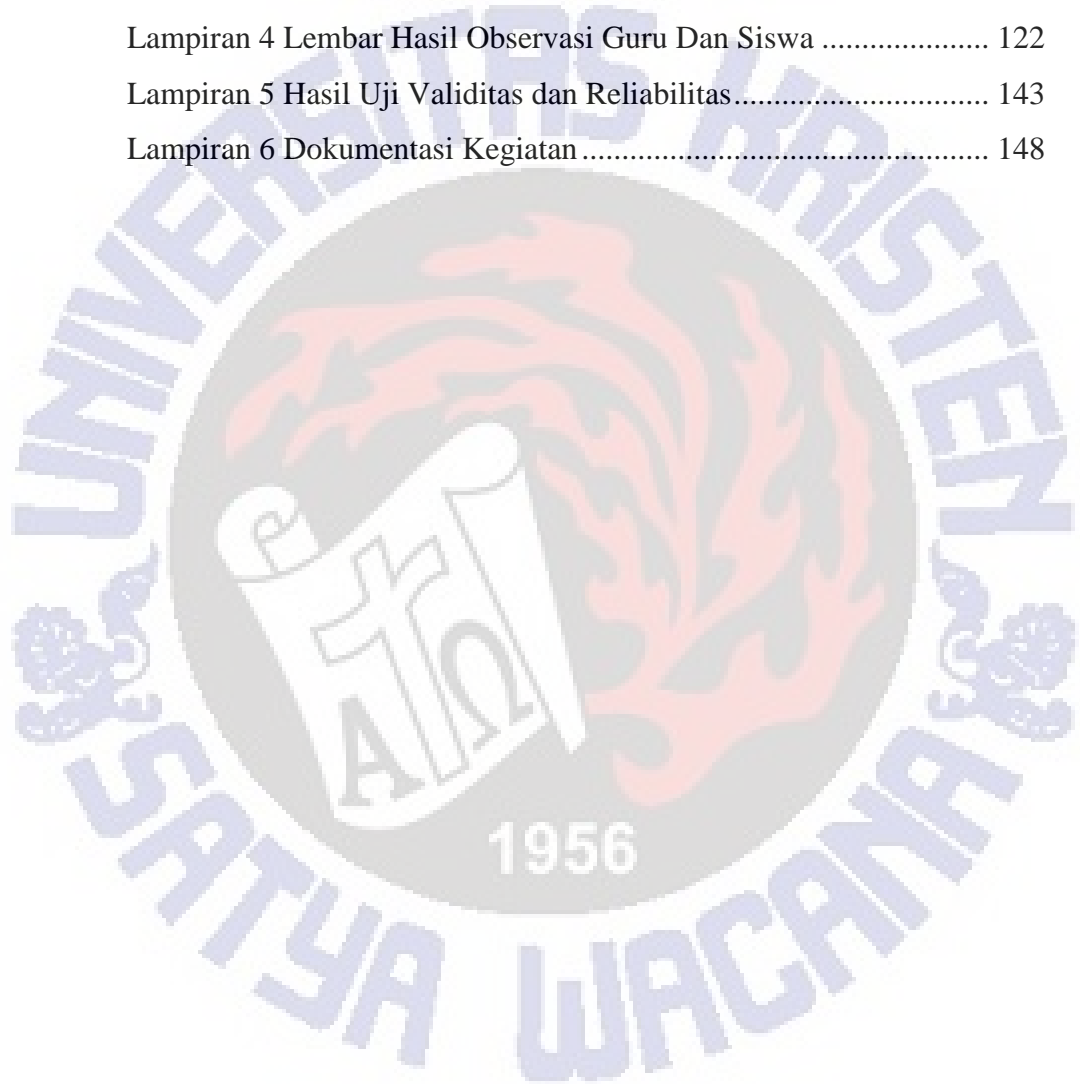 Lampiran 4 Lembar Hasil Observasi Guru Dan Siswa ..................... 122
Lampiran 5 Hasil Uji Validitas dan Reliabilitas................................ 143
Lampiran 6 Dokumentasi Kegiatan................................................... 148
UNIVERSITAS KRISTEN
Α Ω
1956
SATYA WACANA